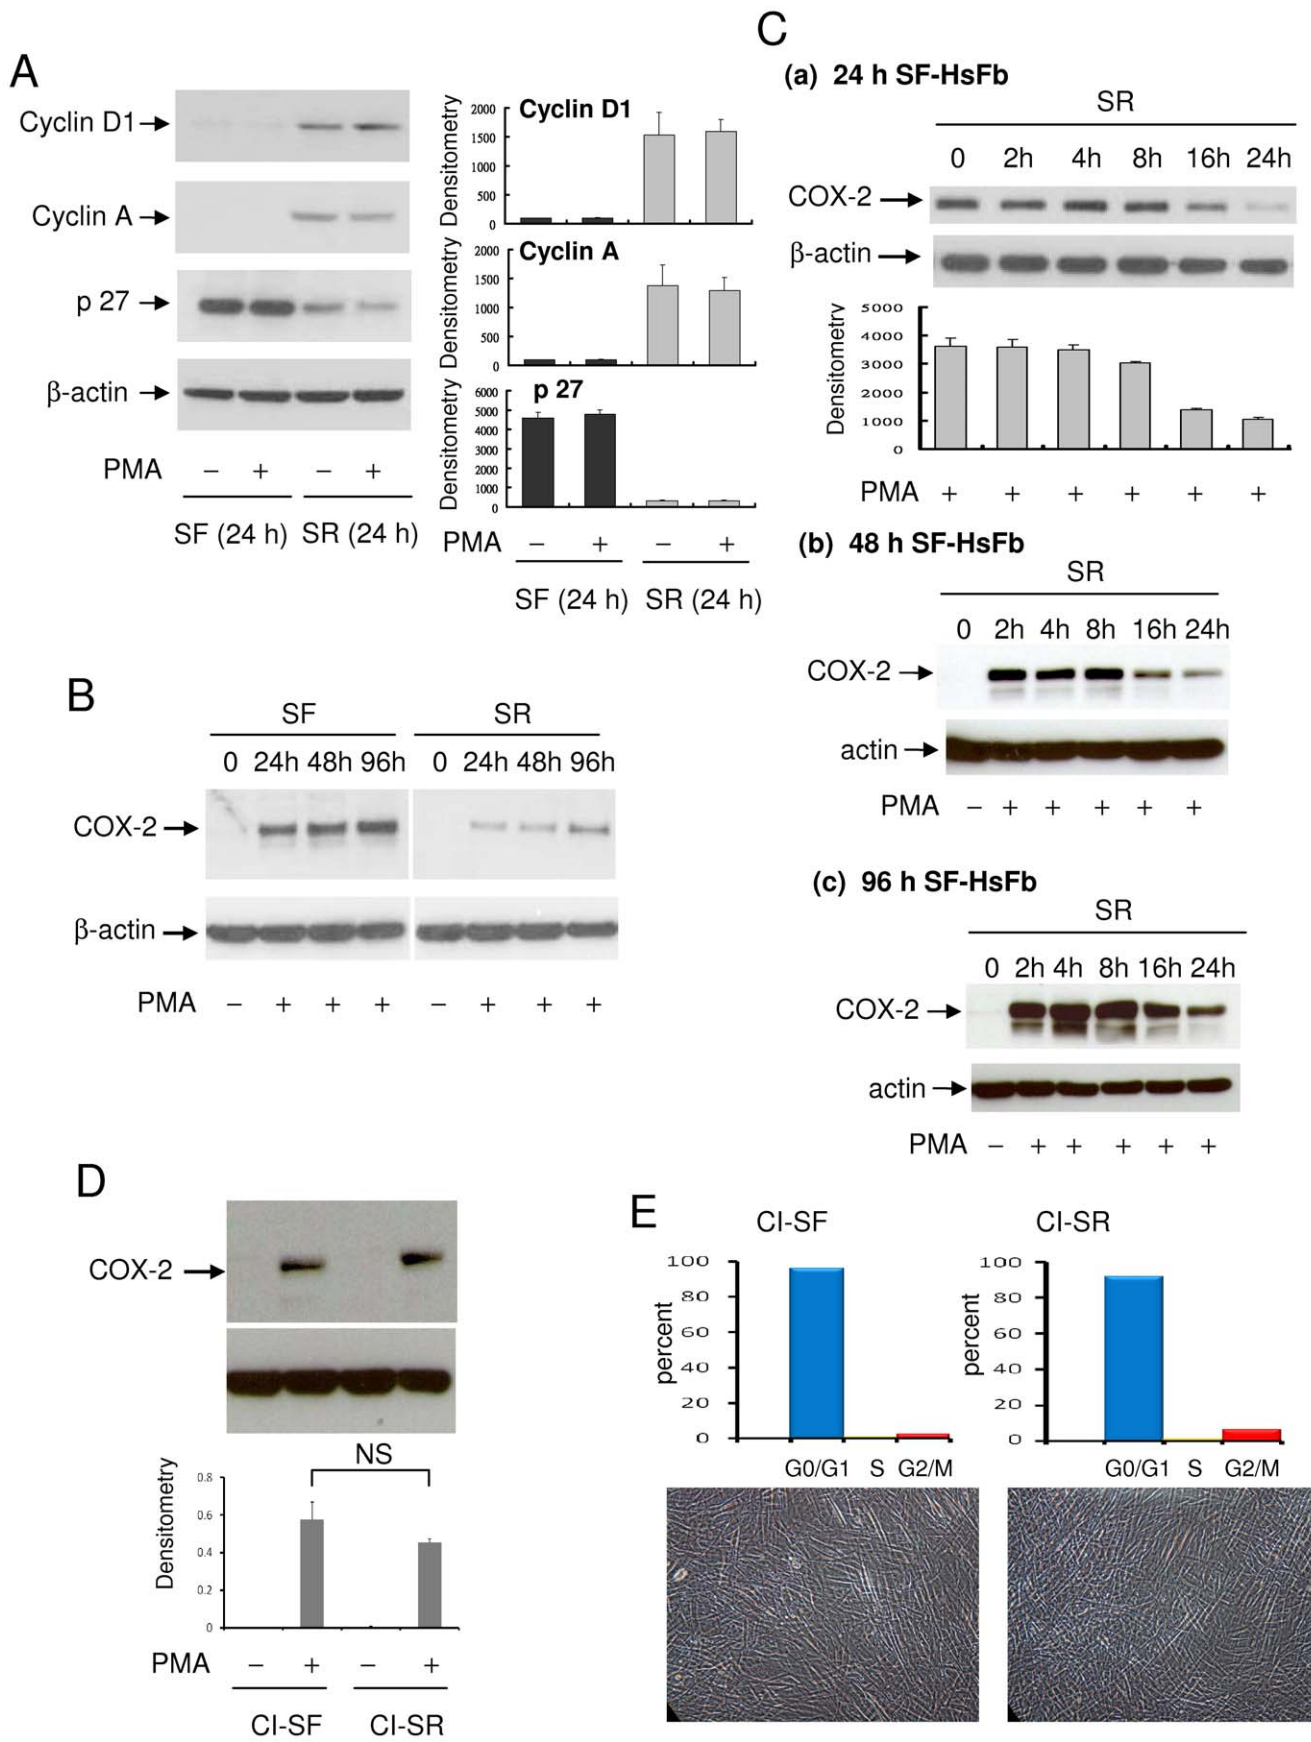 A
Cyclin D1
Cyclin A
p 27
β-actin
PMA − + − +
SF (24 h) SR (24 h)
Densitometry
2000
1500
1000
500
0
Cyclin D1
Densitometry
2000
1500
1000
500
0
Cyclin A
Densitometry
6000
5000
4000
3000
2000
1000
0
p 27
PMA − + − +
SF (24 h) SR (24 h)
B
SF SR
0 24h 48h 96h 0 24h 48h 96h
COX-2
β-actin
PMA − + + + − + + +
C
(a) 24 h SF-HsFb
SR
0 2h 4h 8h 16h 24h
COX-2
β-actin
Densitometry
5000
4000
3000
2000
1000
0
PMA + + + + + +
(b) 48 h SF-HsFb
SR
0 2h 4h 8h 16h 24h
COX-2
actin
PMA − + + + + +
(c) 96 h SF-HsFb
SR
0 2h 4h 8h 16h 24h
COX-2
actin
PMA − + + + + +
D
COX-2
NS
Densitometry
0.8
0.6
0.4
0.2
0
PMA − + − +
CI-SF CI-SR
E
CI-SF
percent
100
80
60
40
20
0
G0/G1 S G2/M
CI-SR
percent
100
80
60
40
20
0
G0/G1 S G2/M